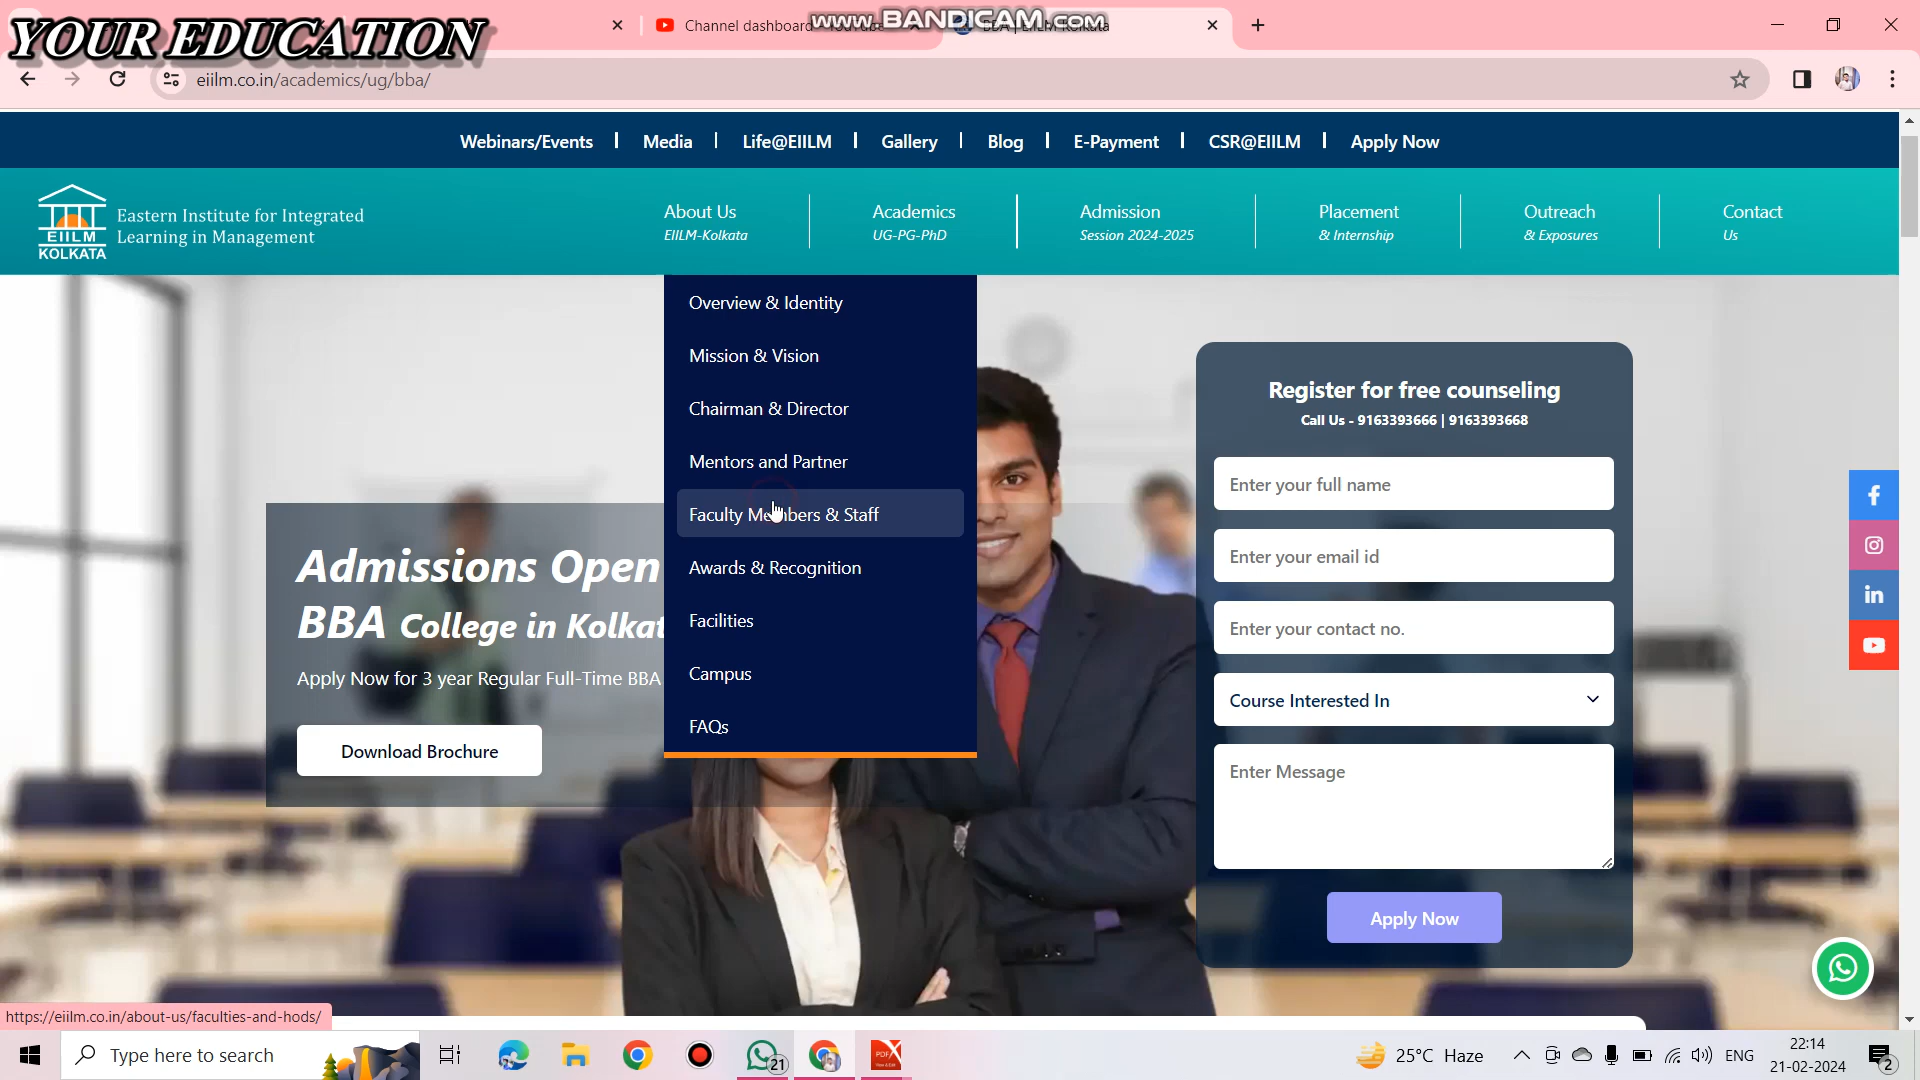 YOUR EDUCATION
www.BANDICAM.com
Channel dashboard
eiilm.co.in/academics/ug/bba/
Webinars/Events | Media | Life@EIILM | Gallery | Blog | E-Payment | CSR@EIILM | Apply Now
EIILM
KOLKATA
Eastern Institute for Integrated
Learning in Management
About Us
EIILM-Kolkata
Academics
UG-PG-PhD
Admission
Session 2024-2025
Placement
& Internship
Outreach
& Exposures
Contact
Us
Overview & Identity
Mission & Vision
Chairman & Director
Mentors and Partner
Faculty Members & Staff
Awards & Recognition
Facilities
Campus
FAQs
Admissions Open
BBA College in Kolkat
Apply Now for 3 year Regular Full-Time BBA
Download Brochure
Register for free counseling
Call Us - 9163393666 | 9163393668
Enter your full name
Enter your email id
Enter your contact no.
Course Interested In
Enter Message
Apply Now
https://eiilm.co.in/about-us/faculties-and-hods/
Type here to search
21
PDF
25°C Haze
ENG
22:14
21-02-2024
2